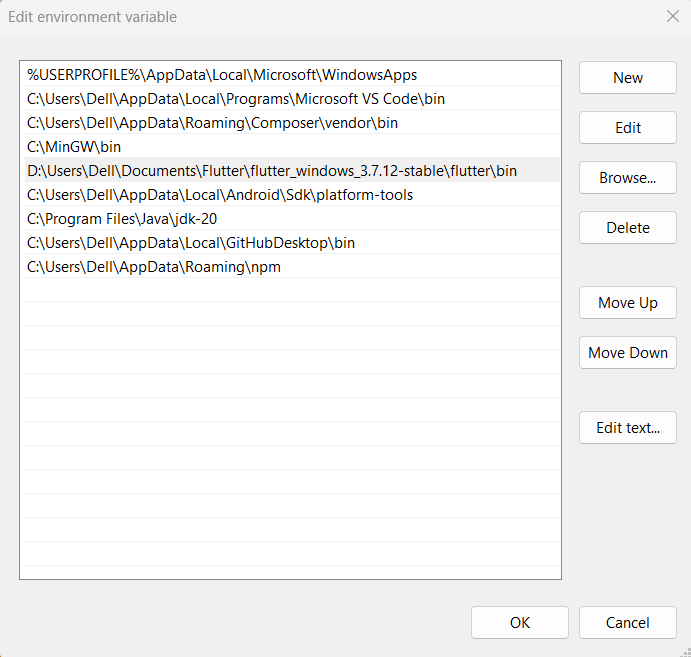 Edit environment variable
%USERPROFILE%\AppData\Local\Microsoft\WindowsApps
C:\Users\Dell\AppData\Local\Programs\Microsoft VS Code\bin
C:\Users\Dell\AppData\Roaming\Composer\vendor\bin
C:\MinGW\bin
D:\Users\Dell\Documents\Flutter\flutter_windows_3.7.12-stable\flutter\bin
C:\Users\Dell\AppData\Local\Android\Sdk\platform-tools
C:\Program Files\Java\jdk-20
C:\Users\Dell\AppData\Local\GitHubDesktop\bin
C:\Users\Dell\AppData\Roaming\npm
New
Edit
Browse...
Delete
Move Up
Move Down
Edit text...
OK
Cancel